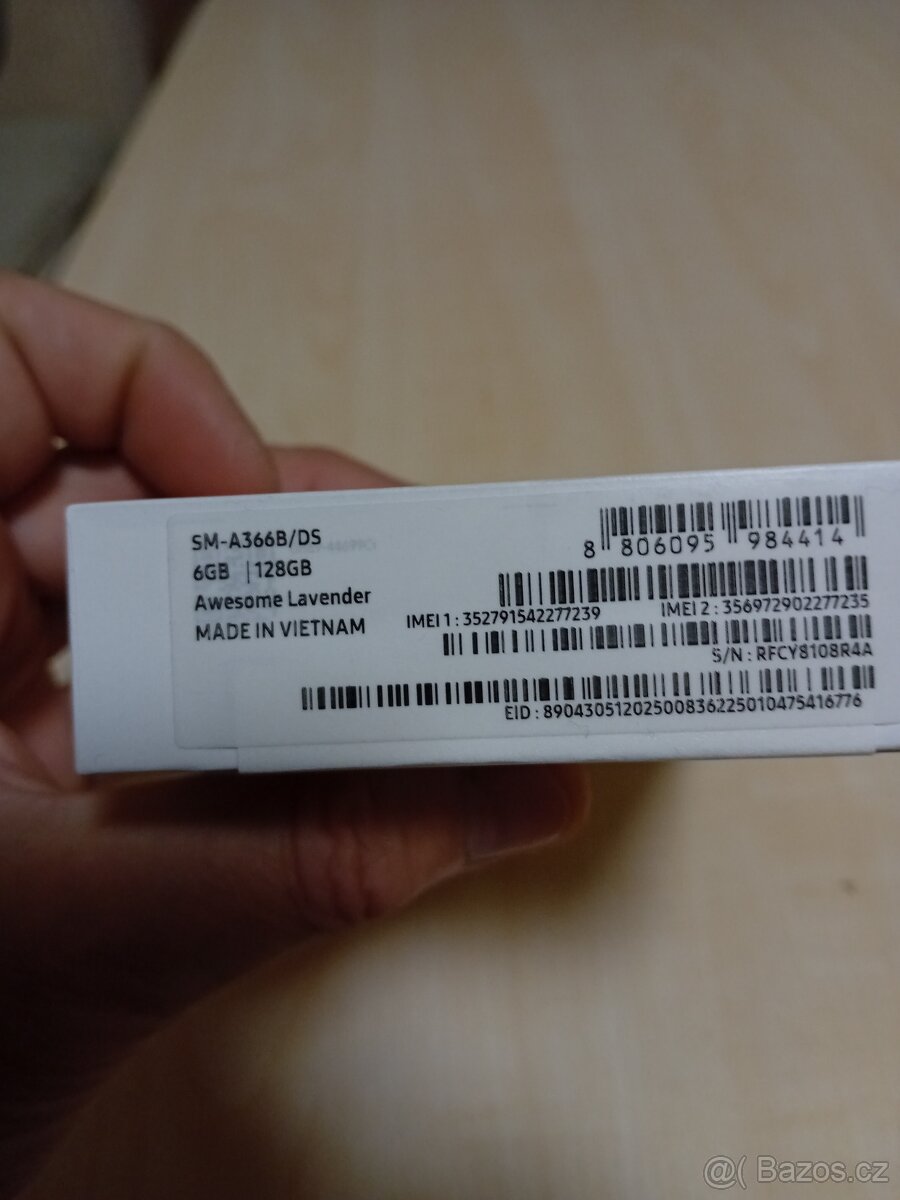 SM-A366B/DS
6GB | 128GB
Awesome Lavender
MADE IN VIETNAM
8 806095 984414
IMEI 1 : 352791542277239
IMEI 2 : 356972902277235
S/N : RFCY8108R4A
EID : 89043051202500836225010475416776
@( Bazos.cz